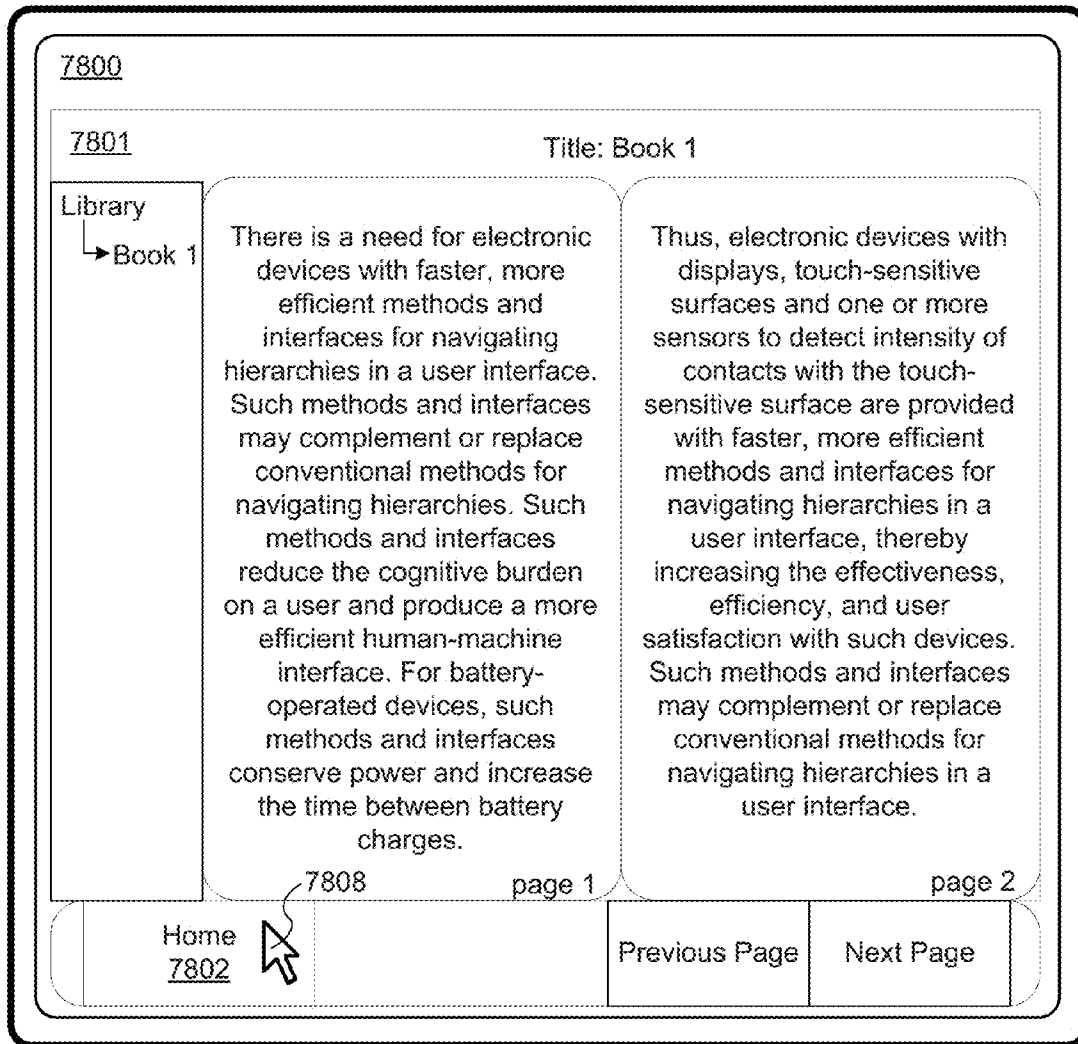 7800
7801
Title: Book 1
Library
Book 1
There is a need for electronic
devices with faster, more
efficient methods and
interfaces for navigating
hierarchies in a user interface.
Such methods and interfaces
may complement or replace
conventional methods for
navigating hierarchies. Such
methods and interfaces
reduce the cognitive burden
on a user and produce a more
efficient human-machine
interface. For battery-
operated devices, such
methods and interfaces
conserve power and increase
the time between battery
charges.
page 1
Thus, electronic devices with
displays, touch-sensitive
surfaces and one or more
sensors to detect intensity of
contacts with the touch-
sensitive surface are provided
with faster, more efficient
methods and interfaces for
navigating hierarchies in a
user interface, thereby
increasing the effectiveness,
efficiency, and user
satisfaction with such devices.
Such methods and interfaces
may complement or replace
conventional methods for
navigating hierarchies in a
user interface.
page 2
7808
Home
7802
Previous Page
Next Page